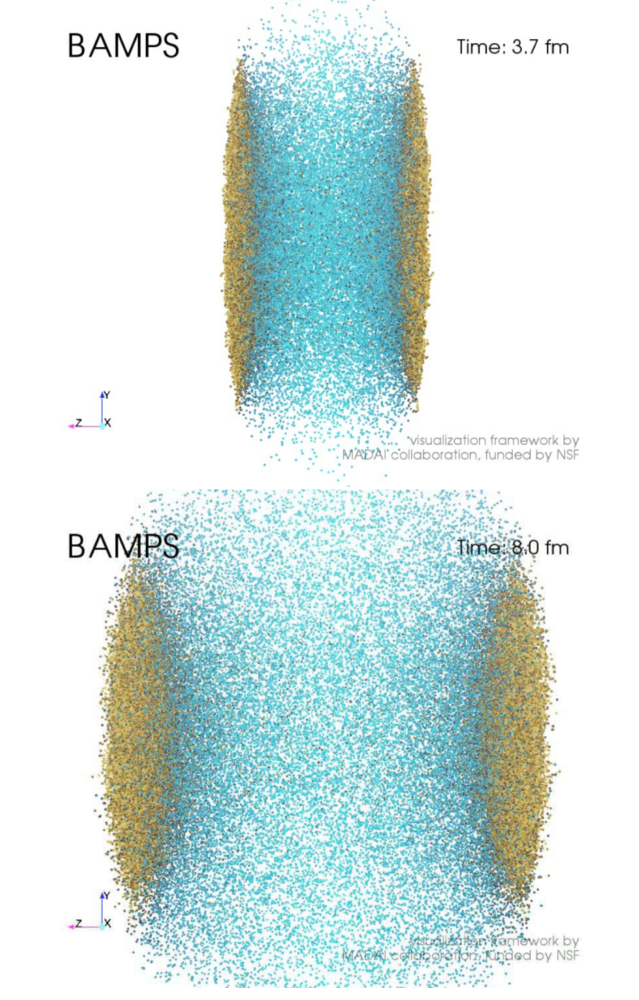 BAMPS
Time: 3.7 fm
Y
Z
X
visualization framework by
MADAI collaboration, funded by NSF
BAMPS
Time: 8.0 fm
Y
Z
X
visualization framework by
MADAI collaboration, funded by NSF